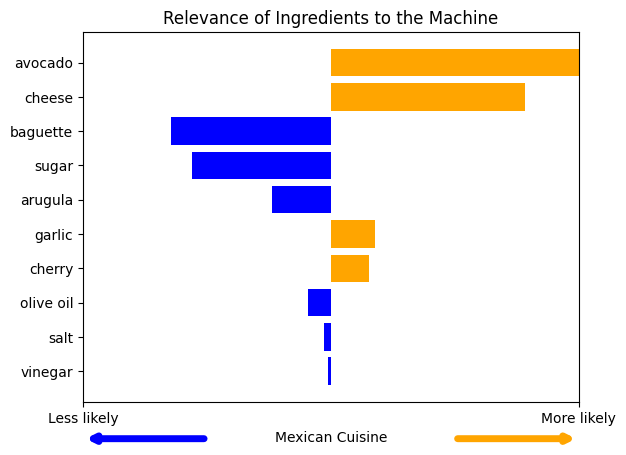 Relevance of Ingredients to the Machine
avocado
cheese
baguette
sugar
arugula
garlic
cherry
olive oil
salt
vinegar
Less likely
More likely
Mexican Cuisine